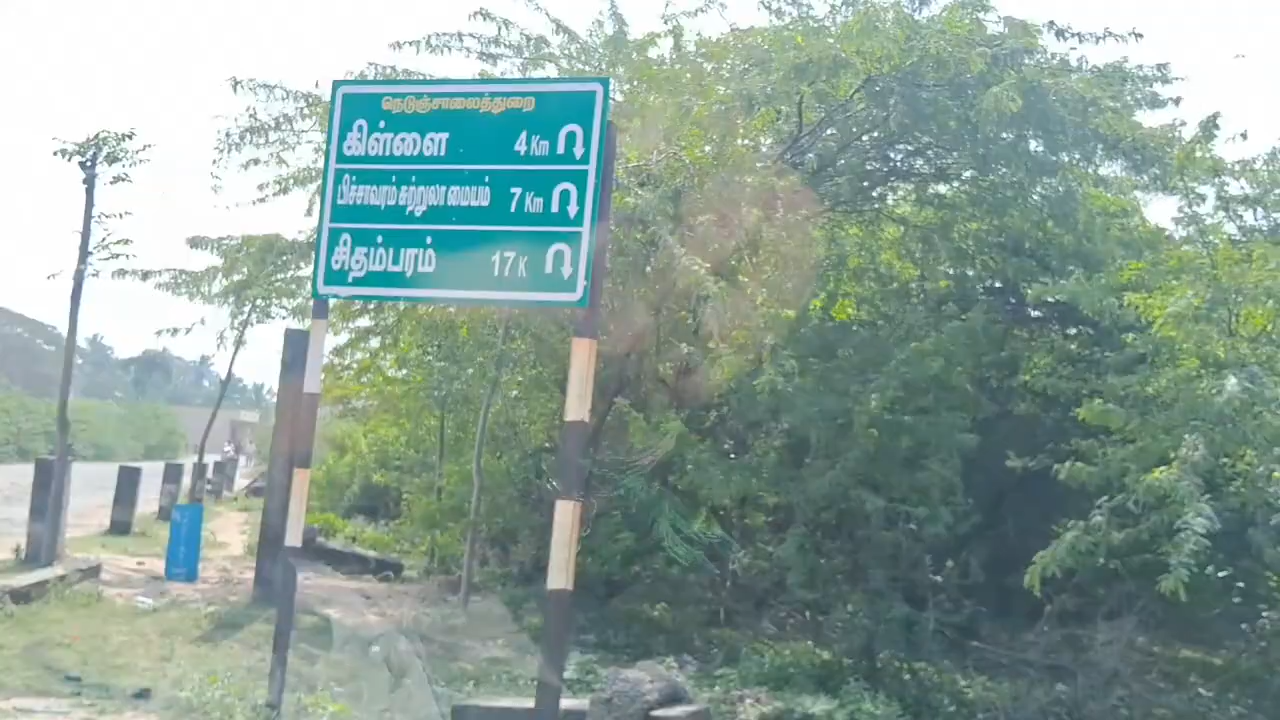 நெடுஞ்சாலைத்துறை
கிள்ளை 4 Km
பிச்சாவரம் சுற்றுலா மையம் 7 Km
சிதம்பரம் 17 K